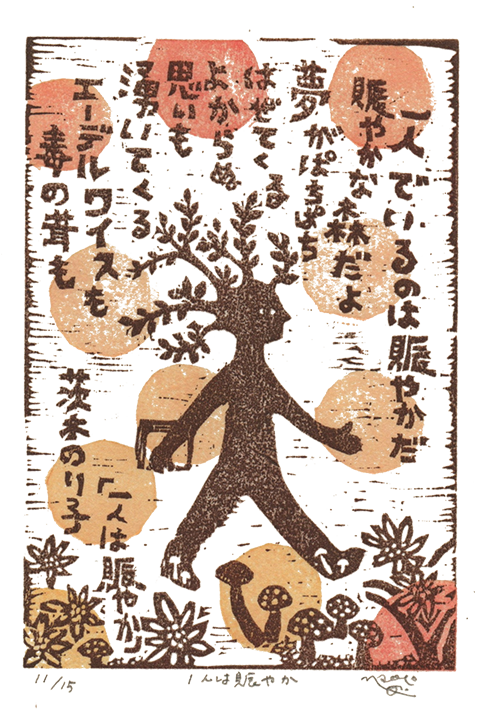 一人でいるのは賑やかだ
賑やかな森だよ
夢がぱちぱち
はぜてくる
よからぬ
思いも
湧いてくる
エーデルワイスも
毒の茸も
茨木のり子
「一人は賑やか」
11/15
1人は賑やか